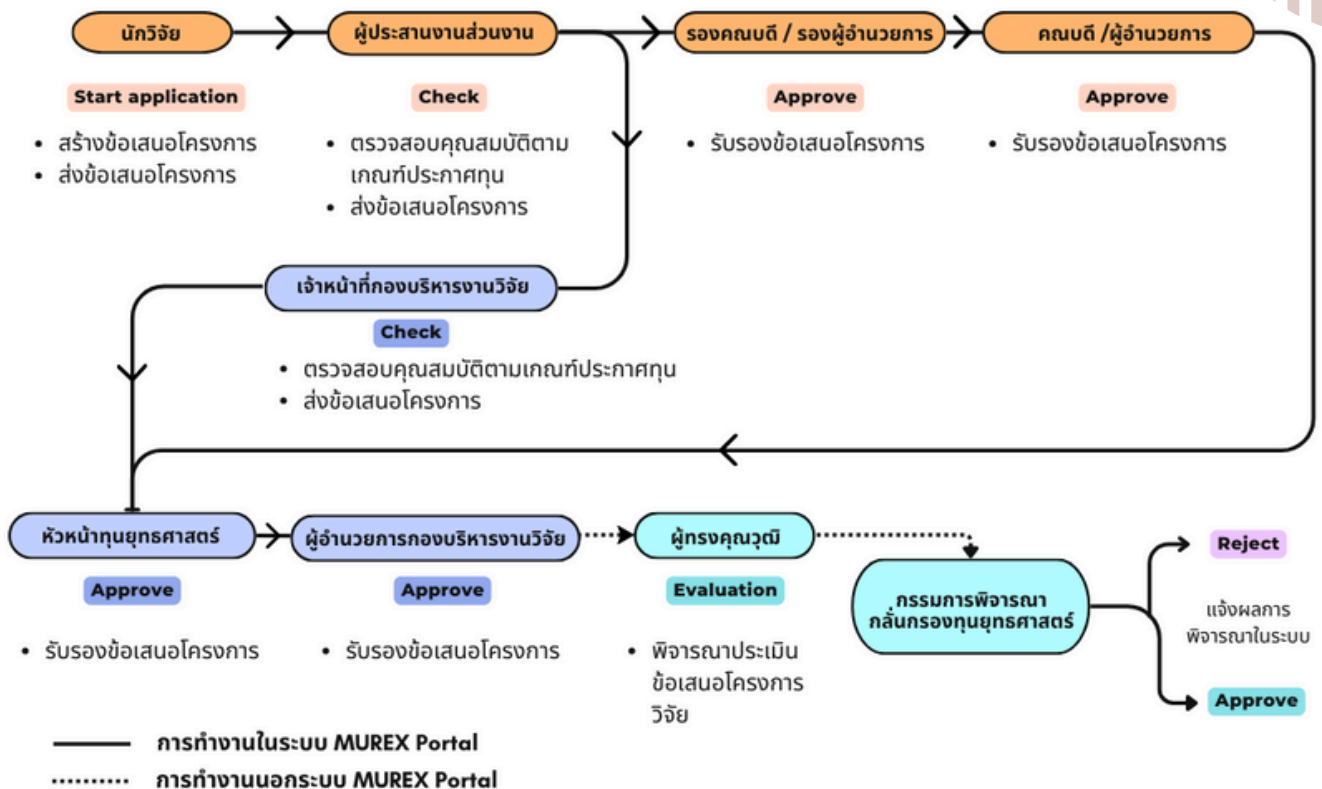 นักวิจัย
ผู้ประสานงานส่วนงาน
รองคณบดี / รองผู้อำนวยการ
คณบดี /ผู้อำนวยการ
Start application
Check
Approve
Approve
• สร้างข้อเสนอโครงการ
• ส่งข้อเสนอโครงการ
• ตรวจสอบคุณสมบัติตาม
เกณฑ์ประกาศทุน
• ส่งข้อเสนอโครงการ
• รับรองข้อเสนอโครงการ
• รับรองข้อเสนอโครงการ
เจ้าหน้าที่กองบริหารงานวิจัย
Check
• ตรวจสอบคุณสมบัติตามเกณฑ์ประกาศทุน
• ส่งข้อเสนอโครงการ
หัวหน้าทุนยุทธศาสตร์
ผู้อำนวยการกองบริหารงานวิจัย
ผู้ทรงคุณวุฒิ
Approve
Approve
Evaluation
• รับรองข้อเสนอโครงการ
• รับรองข้อเสนอโครงการ
• พิจารณาประเมิน
ข้อเสนอโครงการ
วิจัย
กรรมการพิจารณา
กลั่นกรองทุนยุทธศาสตร์
Reject
แจ้งผลการ
พิจารณาในระบบ
Approve
การทำงานในระบบ MUREX Portal
การทำงานนอกระบบ MUREX Portal